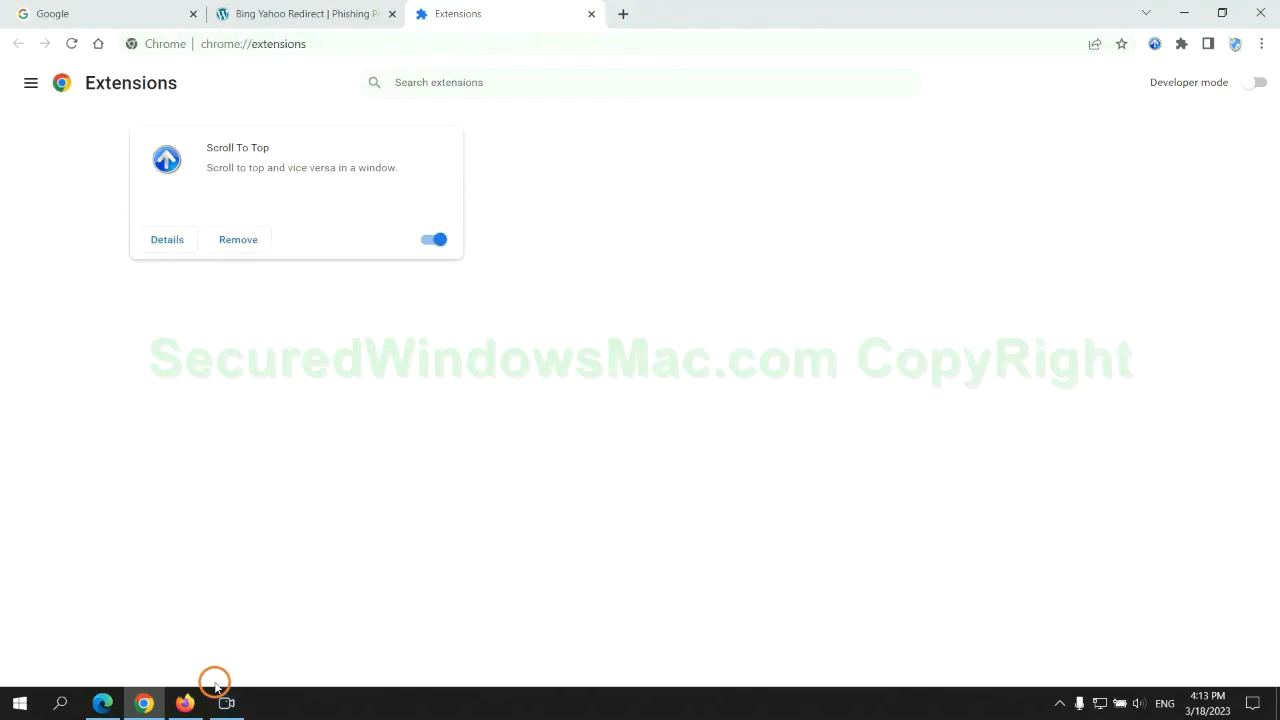 Google
Bing Yahoo Redirect | Phishing P
Extensions
Chrome
chrome://extensions
Extensions
Search extensions
Developer mode
Scroll To Top
Scroll to top and vice versa in a window.
Details
Remove
SecuredWindowsMac.com CopyRight
ENG
4:13 PM
3/18/2023